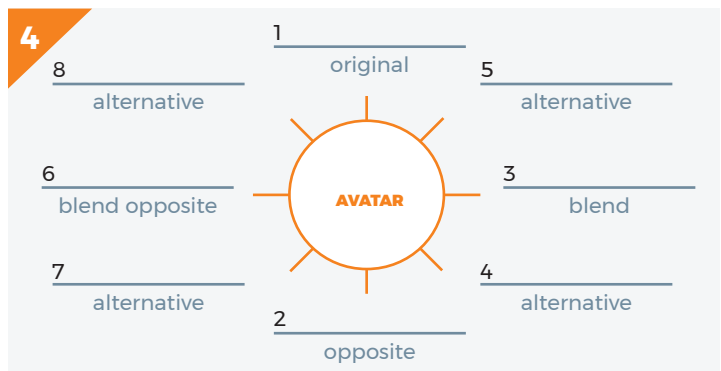 4
1
original
8
alternative
5
alternative
6
blend opposite
AVATAR
3
blend
7
alternative
4
alternative
2
opposite